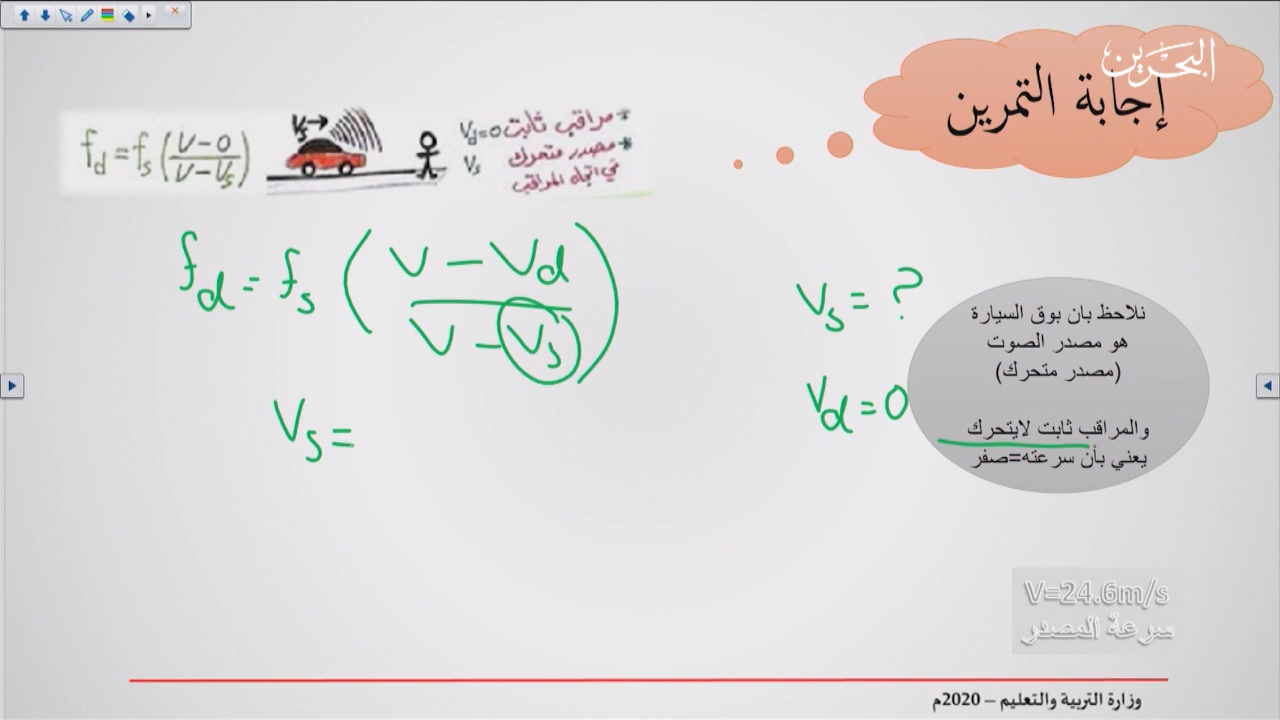 البحرين
إجابة التمرين
* مراقب ثابت Vd=0
* مصدر متحرك Vs
في اتجاه المراقب
Vs→
fd = fs (V - 0 / V - Vs)
fd = fs (V - Vd / V - Vs)
Vs = ?
Vd = 0
Vs =
نلاحظ بان بوق السيارة
هو مصدر الصوت
(مصدر متحرك)
والمراقب ثابت لايتحرك
يعني بأن سرعته=صفر
V=24.6m/s
سرعة المصدر
وزارة التربية والتعليم – 2020م